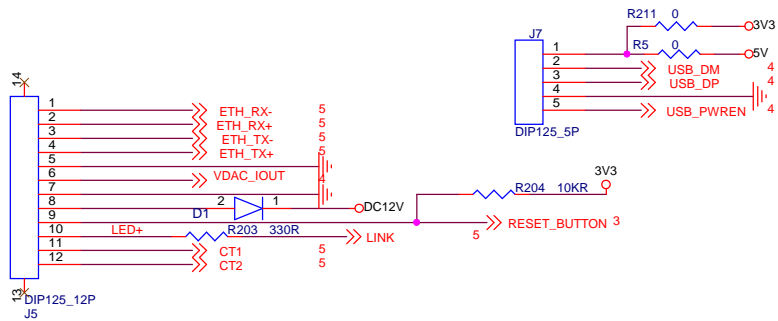 R211 0
3V3
J7
R5 0
5V
1
2 USB_DM 4
3 USB_DP 4
4
5 USB_PWREN 4
DIP125_5P
14
1 ETH_RX- 5
2 ETH_RX+ 5
3 ETH_TX- 5
4 ETH_TX+ 5
5
6 VDAC_IOUT 4
7
8 2 1 DC12V
D1
3V3
R204 10KR
9 RESET_BUTTON 3
5
10 LED+ R203 330R LINK
11 CT1 5
12 CT2 5
13
DIP125_12P
J5